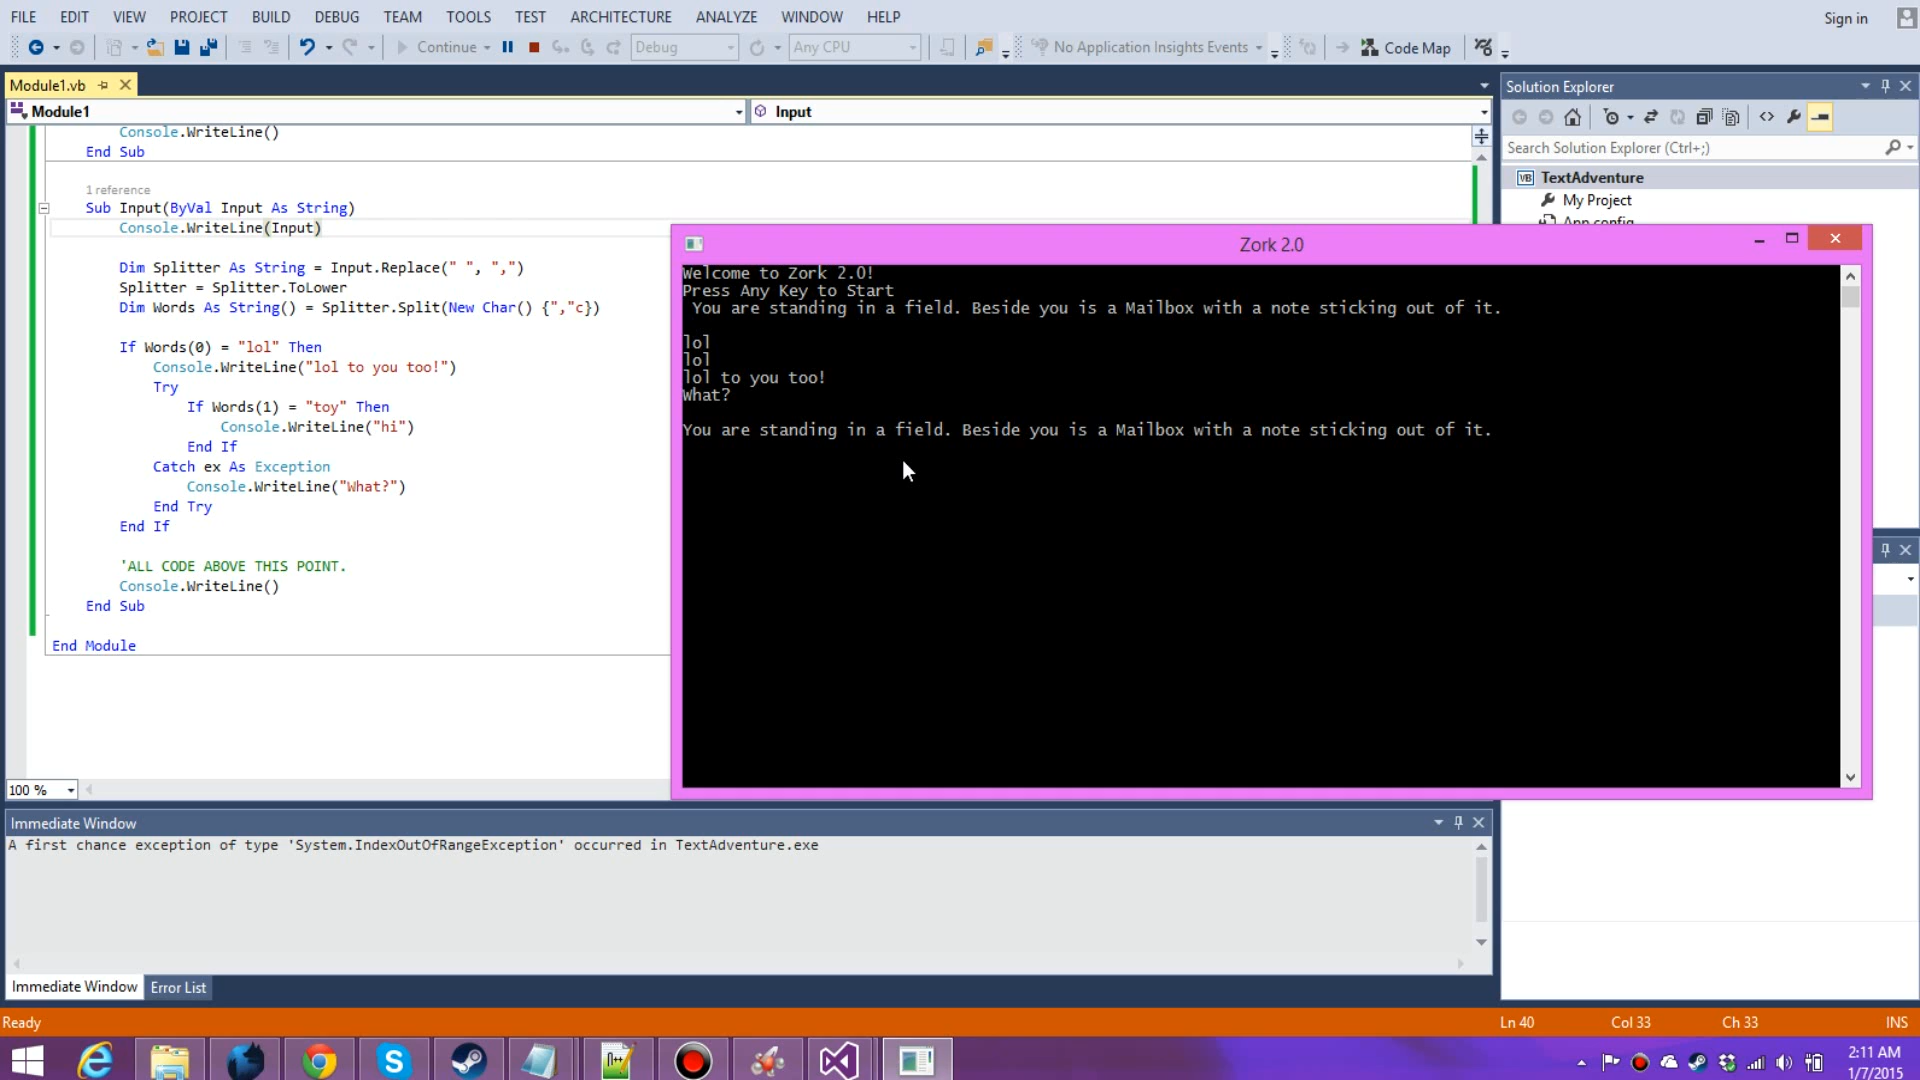 FILE EDIT VIEW PROJECT BUILD DEBUG TEAM TOOLS TEST ARCHITECTURE ANALYZE WINDOW HELP
Sign in
Continue Debug Any CPU No Application Insights Events Code Map
Module1.vb
Module1 Input
Console.WriteLine()
End Sub
1 reference
Sub Input(ByVal Input As String)
Console.WriteLine(Input)
Dim Splitter As String = Input.Replace(" ", ",")
Splitter = Splitter.ToLower
Dim Words As String() = Splitter.Split(New Char() {","c})
If Words(0) = "lol" Then
Console.WriteLine("lol to you too!")
Try
If Words(1) = "toy" Then
Console.WriteLine("hi")
End If
Catch ex As Exception
Console.WriteLine("What?")
End Try
End If
'ALL CODE ABOVE THIS POINT.
Console.WriteLine()
End Sub
End Module
100 %
Zork 2.0
Welcome to Zork 2.0!
Press Any Key to Start
You are standing in a field. Beside you is a Mailbox with a note sticking out of it.
lol
lol
lol to you too!
What?
You are standing in a field. Beside you is a Mailbox with a note sticking out of it.
Solution Explorer
Search Solution Explorer (Ctrl+;)
VB TextAdventure
My Project
App.config
Immediate Window
A first chance exception of type 'System.IndexOutOfRangeException' occurred in TextAdventure.exe
Immediate Window Error List
Ready Ln 40 Col 33 Ch 33 INS
2:11 AM
1/7/2015